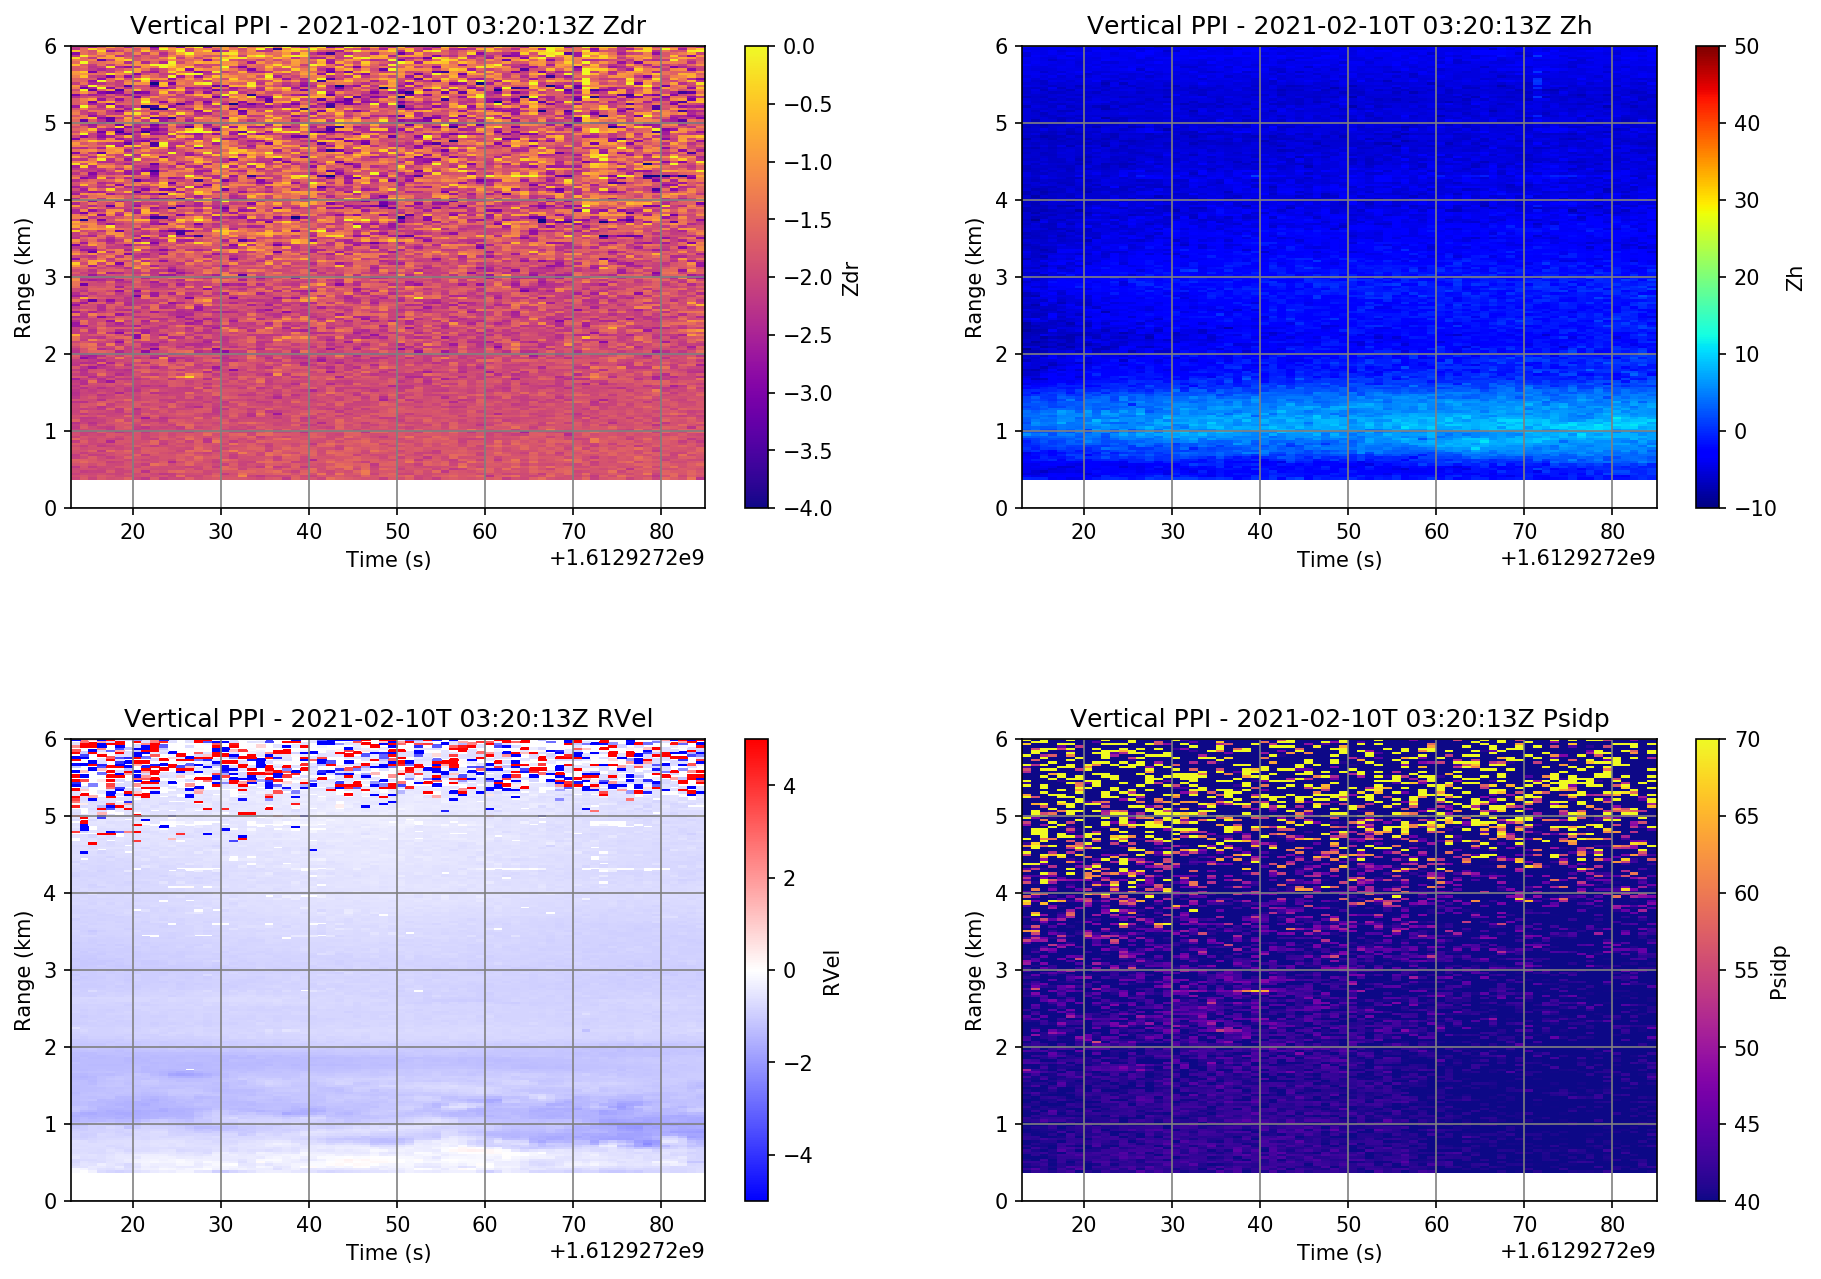 Vertical PPI - 2021-02-10T 03:20:13Z Zdr
6
5
4
3
2
1
0
Range (km)
20 30 40 50 60 70 80
Time (s)
+1.6129272e9
0.0
−0.5
−1.0
−1.5
−2.0
−2.5
−3.0
−3.5
−4.0
Zdr
Vertical PPI - 2021-02-10T 03:20:13Z Zh
6
5
4
3
2
1
0
Range (km)
20 30 40 50 60 70 80
Time (s)
+1.6129272e9
50
40
30
20
10
0
−10
Zh
Vertical PPI - 2021-02-10T 03:20:13Z RVel
6
5
4
3
2
1
0
Range (km)
20 30 40 50 60 70 80
Time (s)
+1.6129272e9
4
2
0
−2
−4
RVel
Vertical PPI - 2021-02-10T 03:20:13Z Psidp
6
5
4
3
2
1
0
Range (km)
20 30 40 50 60 70 80
Time (s)
+1.6129272e9
70
65
60
55
50
45
40
Psidp